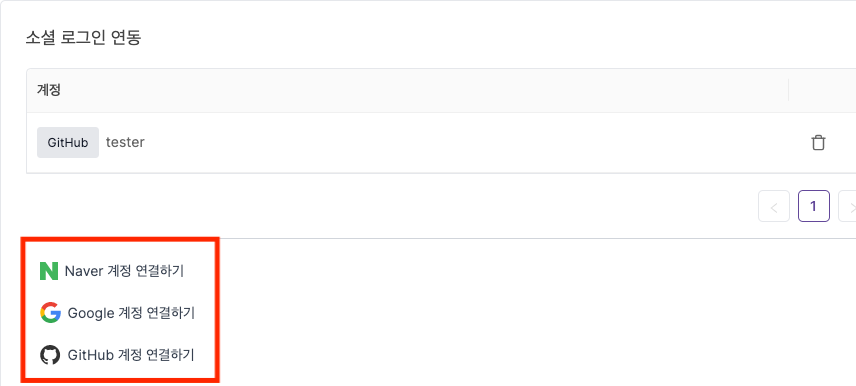 소셜 로그인 연동
계정
GitHub tester
< 1 >
Naver 계정 연결하기
Google 계정 연결하기
GitHub 계정 연결하기